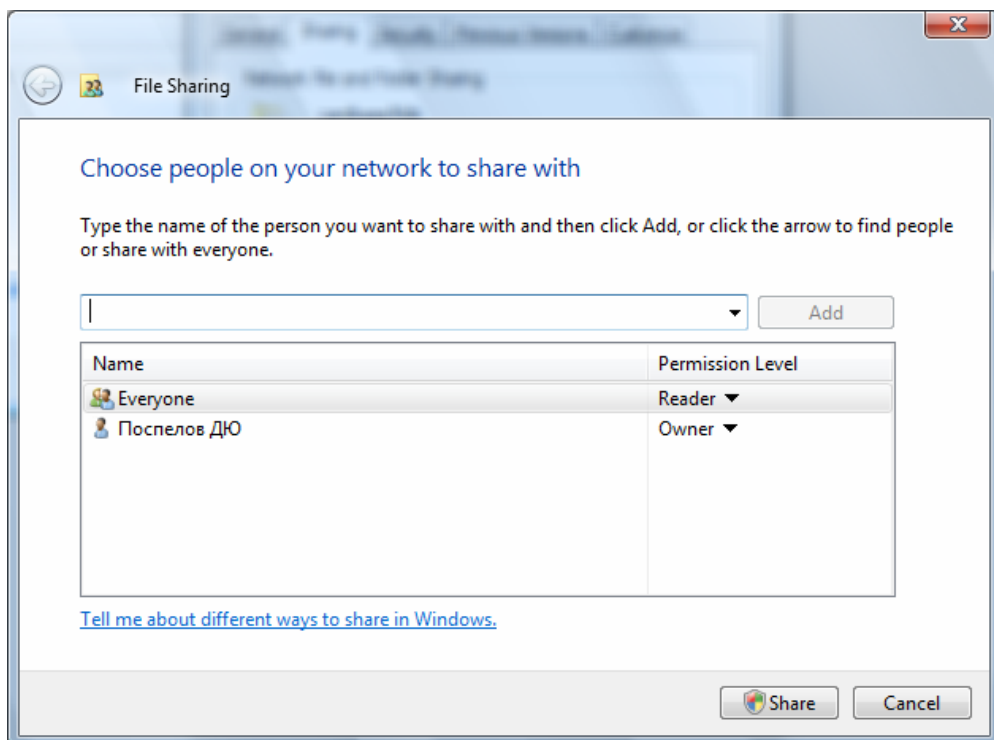 File Sharing
Choose people on your network to share with
Type the name of the person you want to share with and then click Add, or click the arrow to find people
or share with everyone.
Add
Name Permission Level
Everyone Reader
Поспелов ДЮ Owner
Tell me about different ways to share in Windows.
Share Cancel